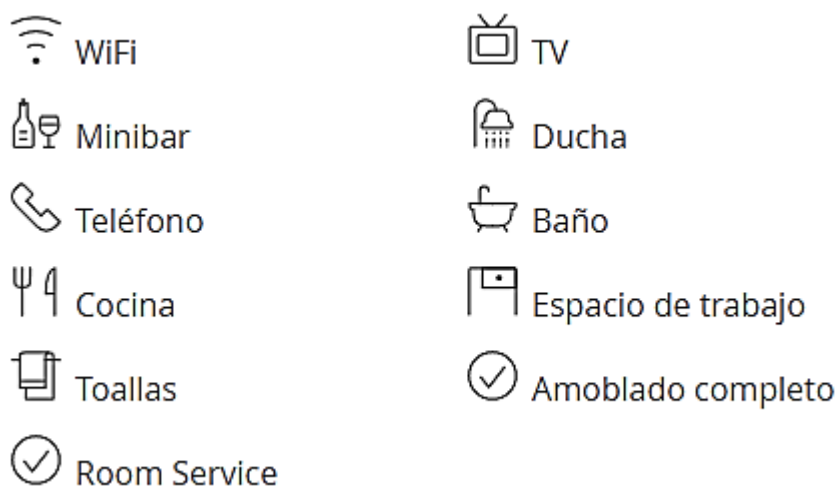 WiFi
TV
Minibar
Ducha
Teléfono
Baño
Cocina
Espacio de trabajo
Toallas
Amoblado completo
Room Service